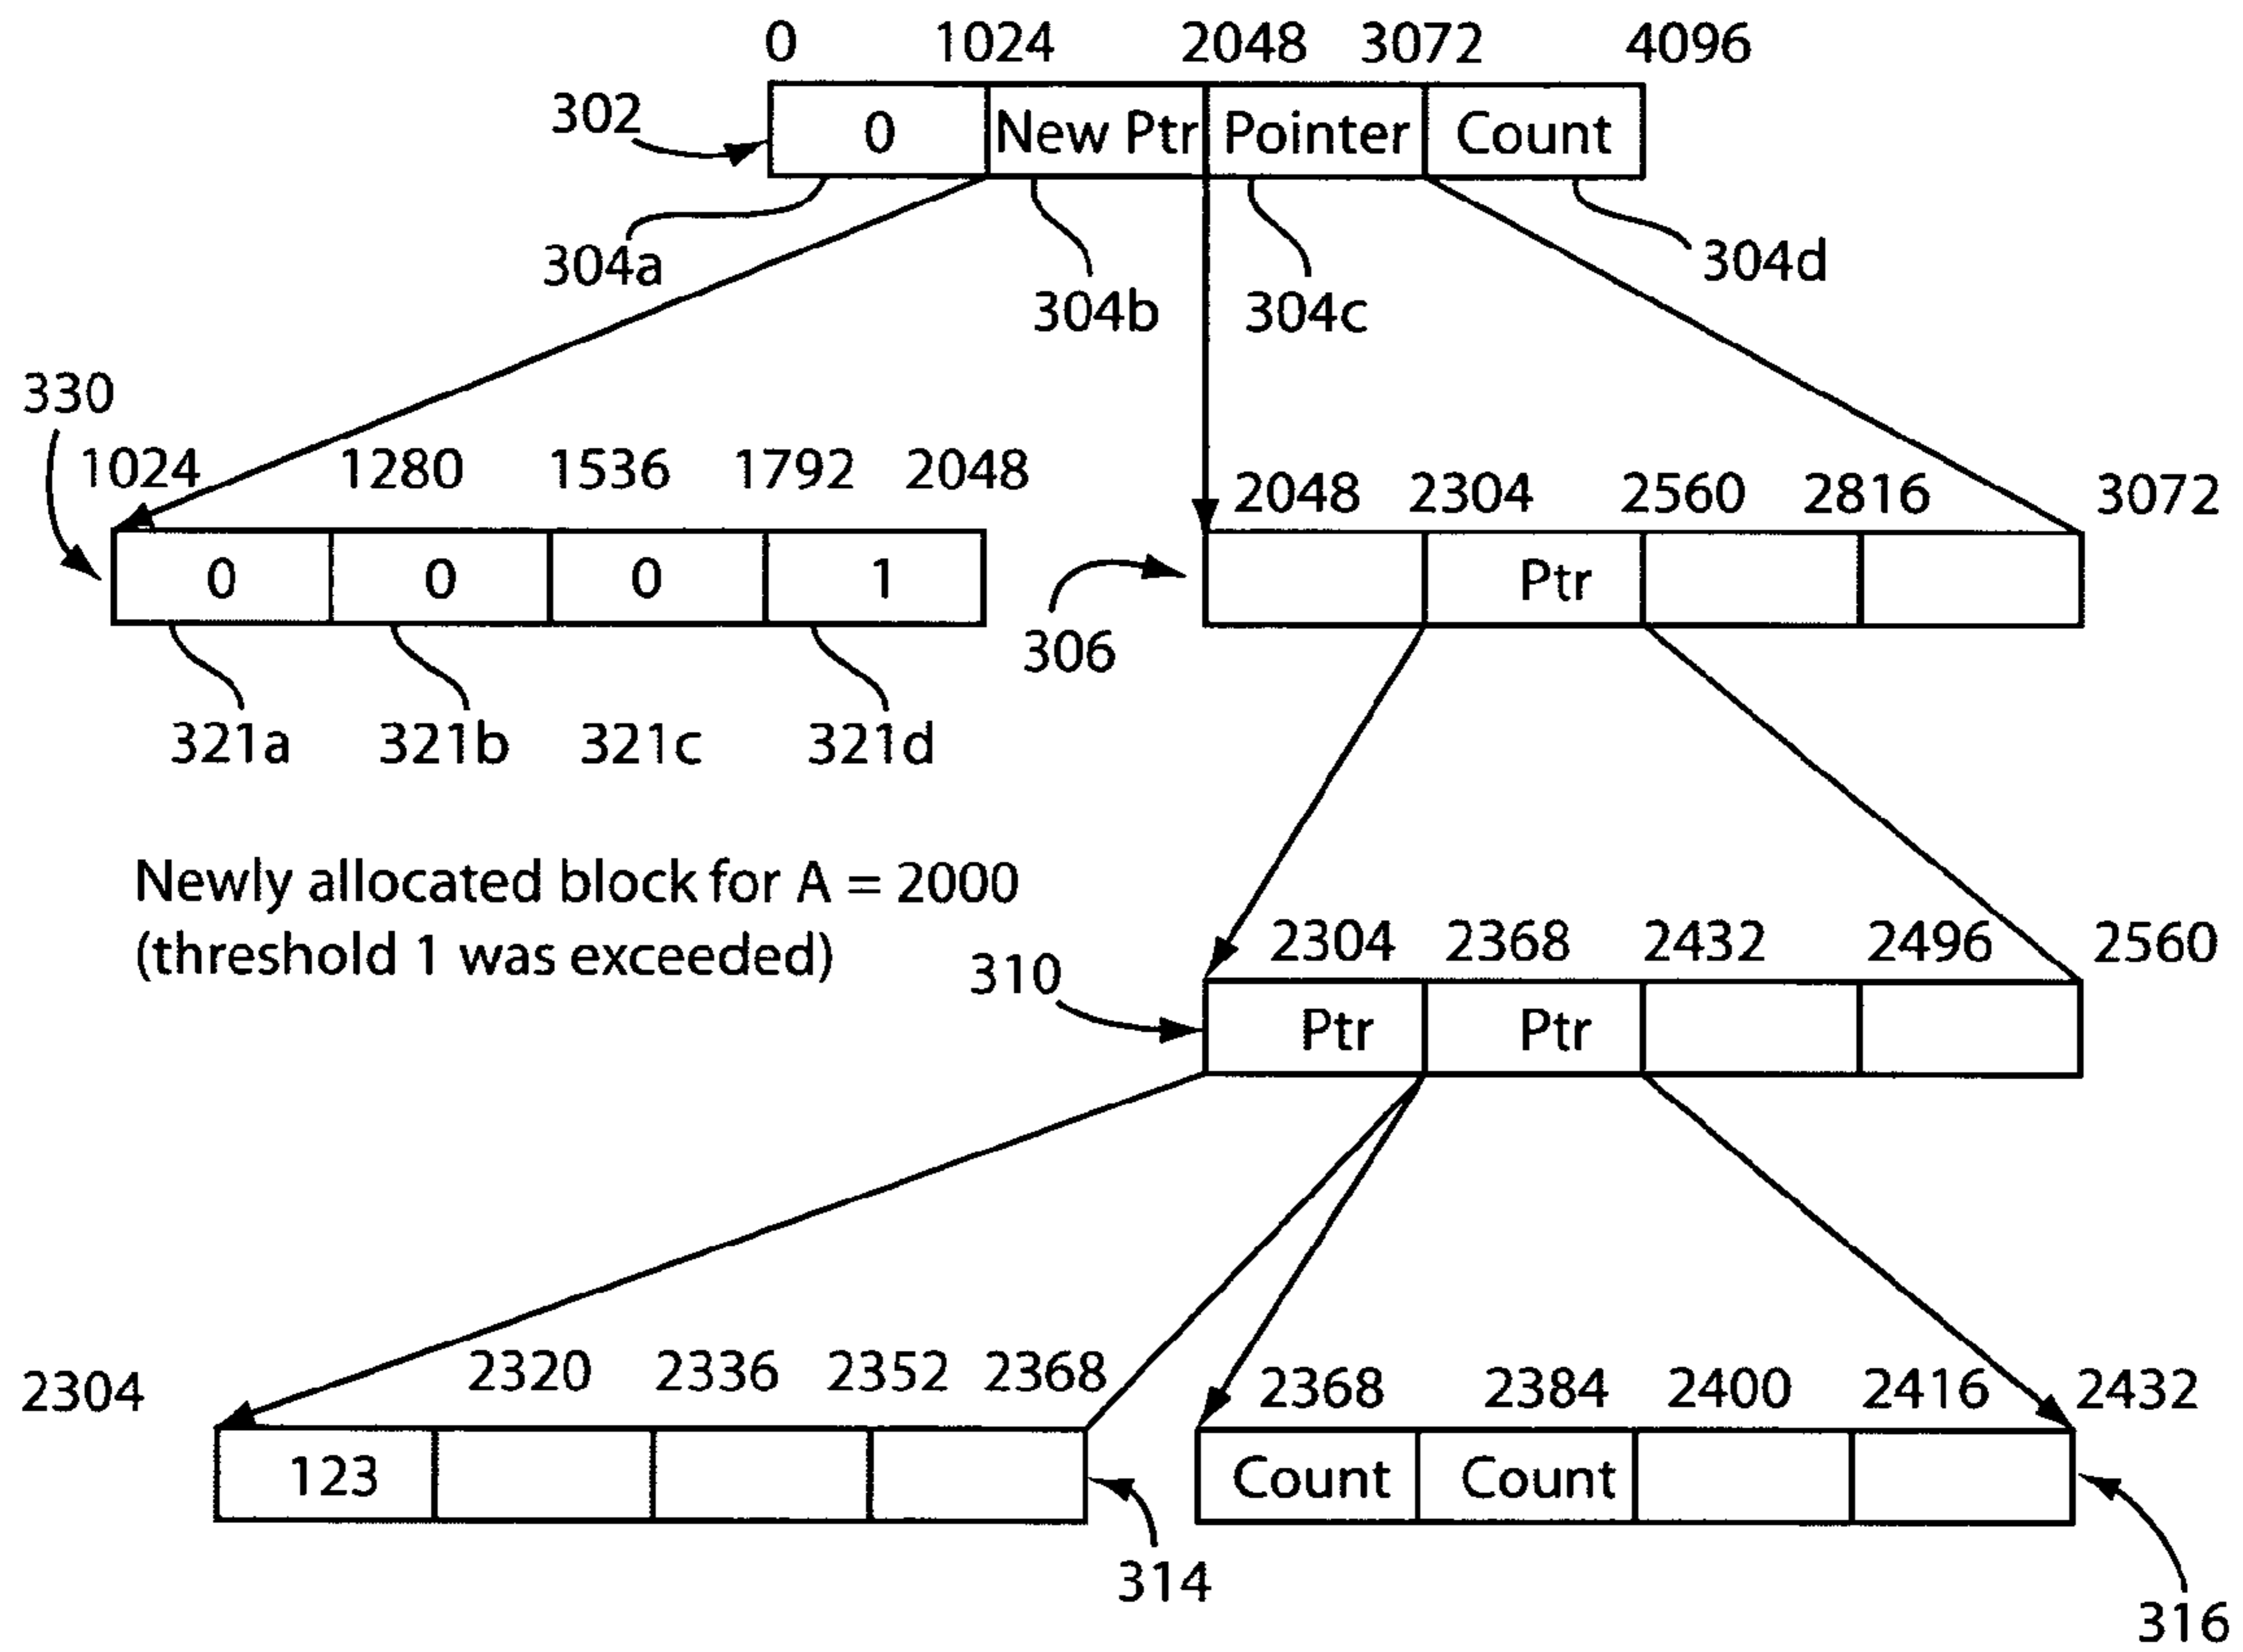 0 1024 2048 3072 4096
302
0 New Ptr Pointer Count
304a 304b 304c 304d
330
1024 1280 1536 1792 2048
0 0 0 1
321a 321b 321c 321d
2048 2304 2560 2816 3072
306
Ptr
Newly allocated block for A = 2000
(threshold 1 was exceeded)
2304 2368 2432 2496 2560
310
Ptr Ptr
2304 2320 2336 2352 2368
123
314
2368 2384 2400 2416 2432
Count Count
316